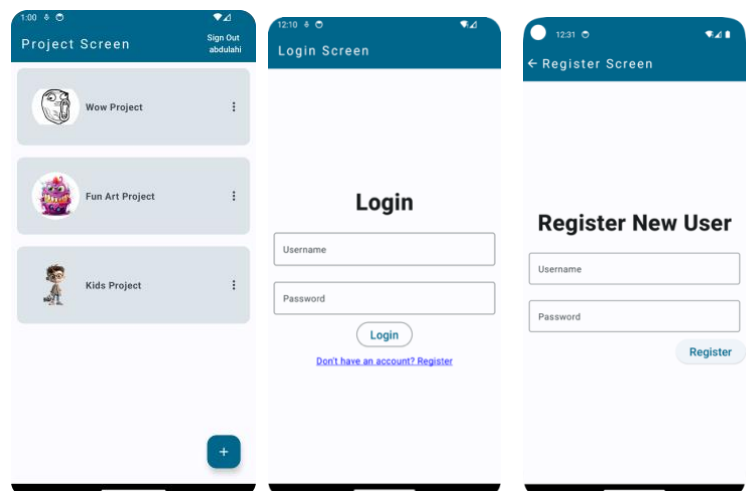 1:00
Project Screen
Sign Out
abdulahi
Wow Project
Fun Art Project
Kids Project
+
12:10
Login Screen
Login
Username
Password
Login
Don't have an account? Register
12:31
← Register Screen
Register New User
Username
Password
Register